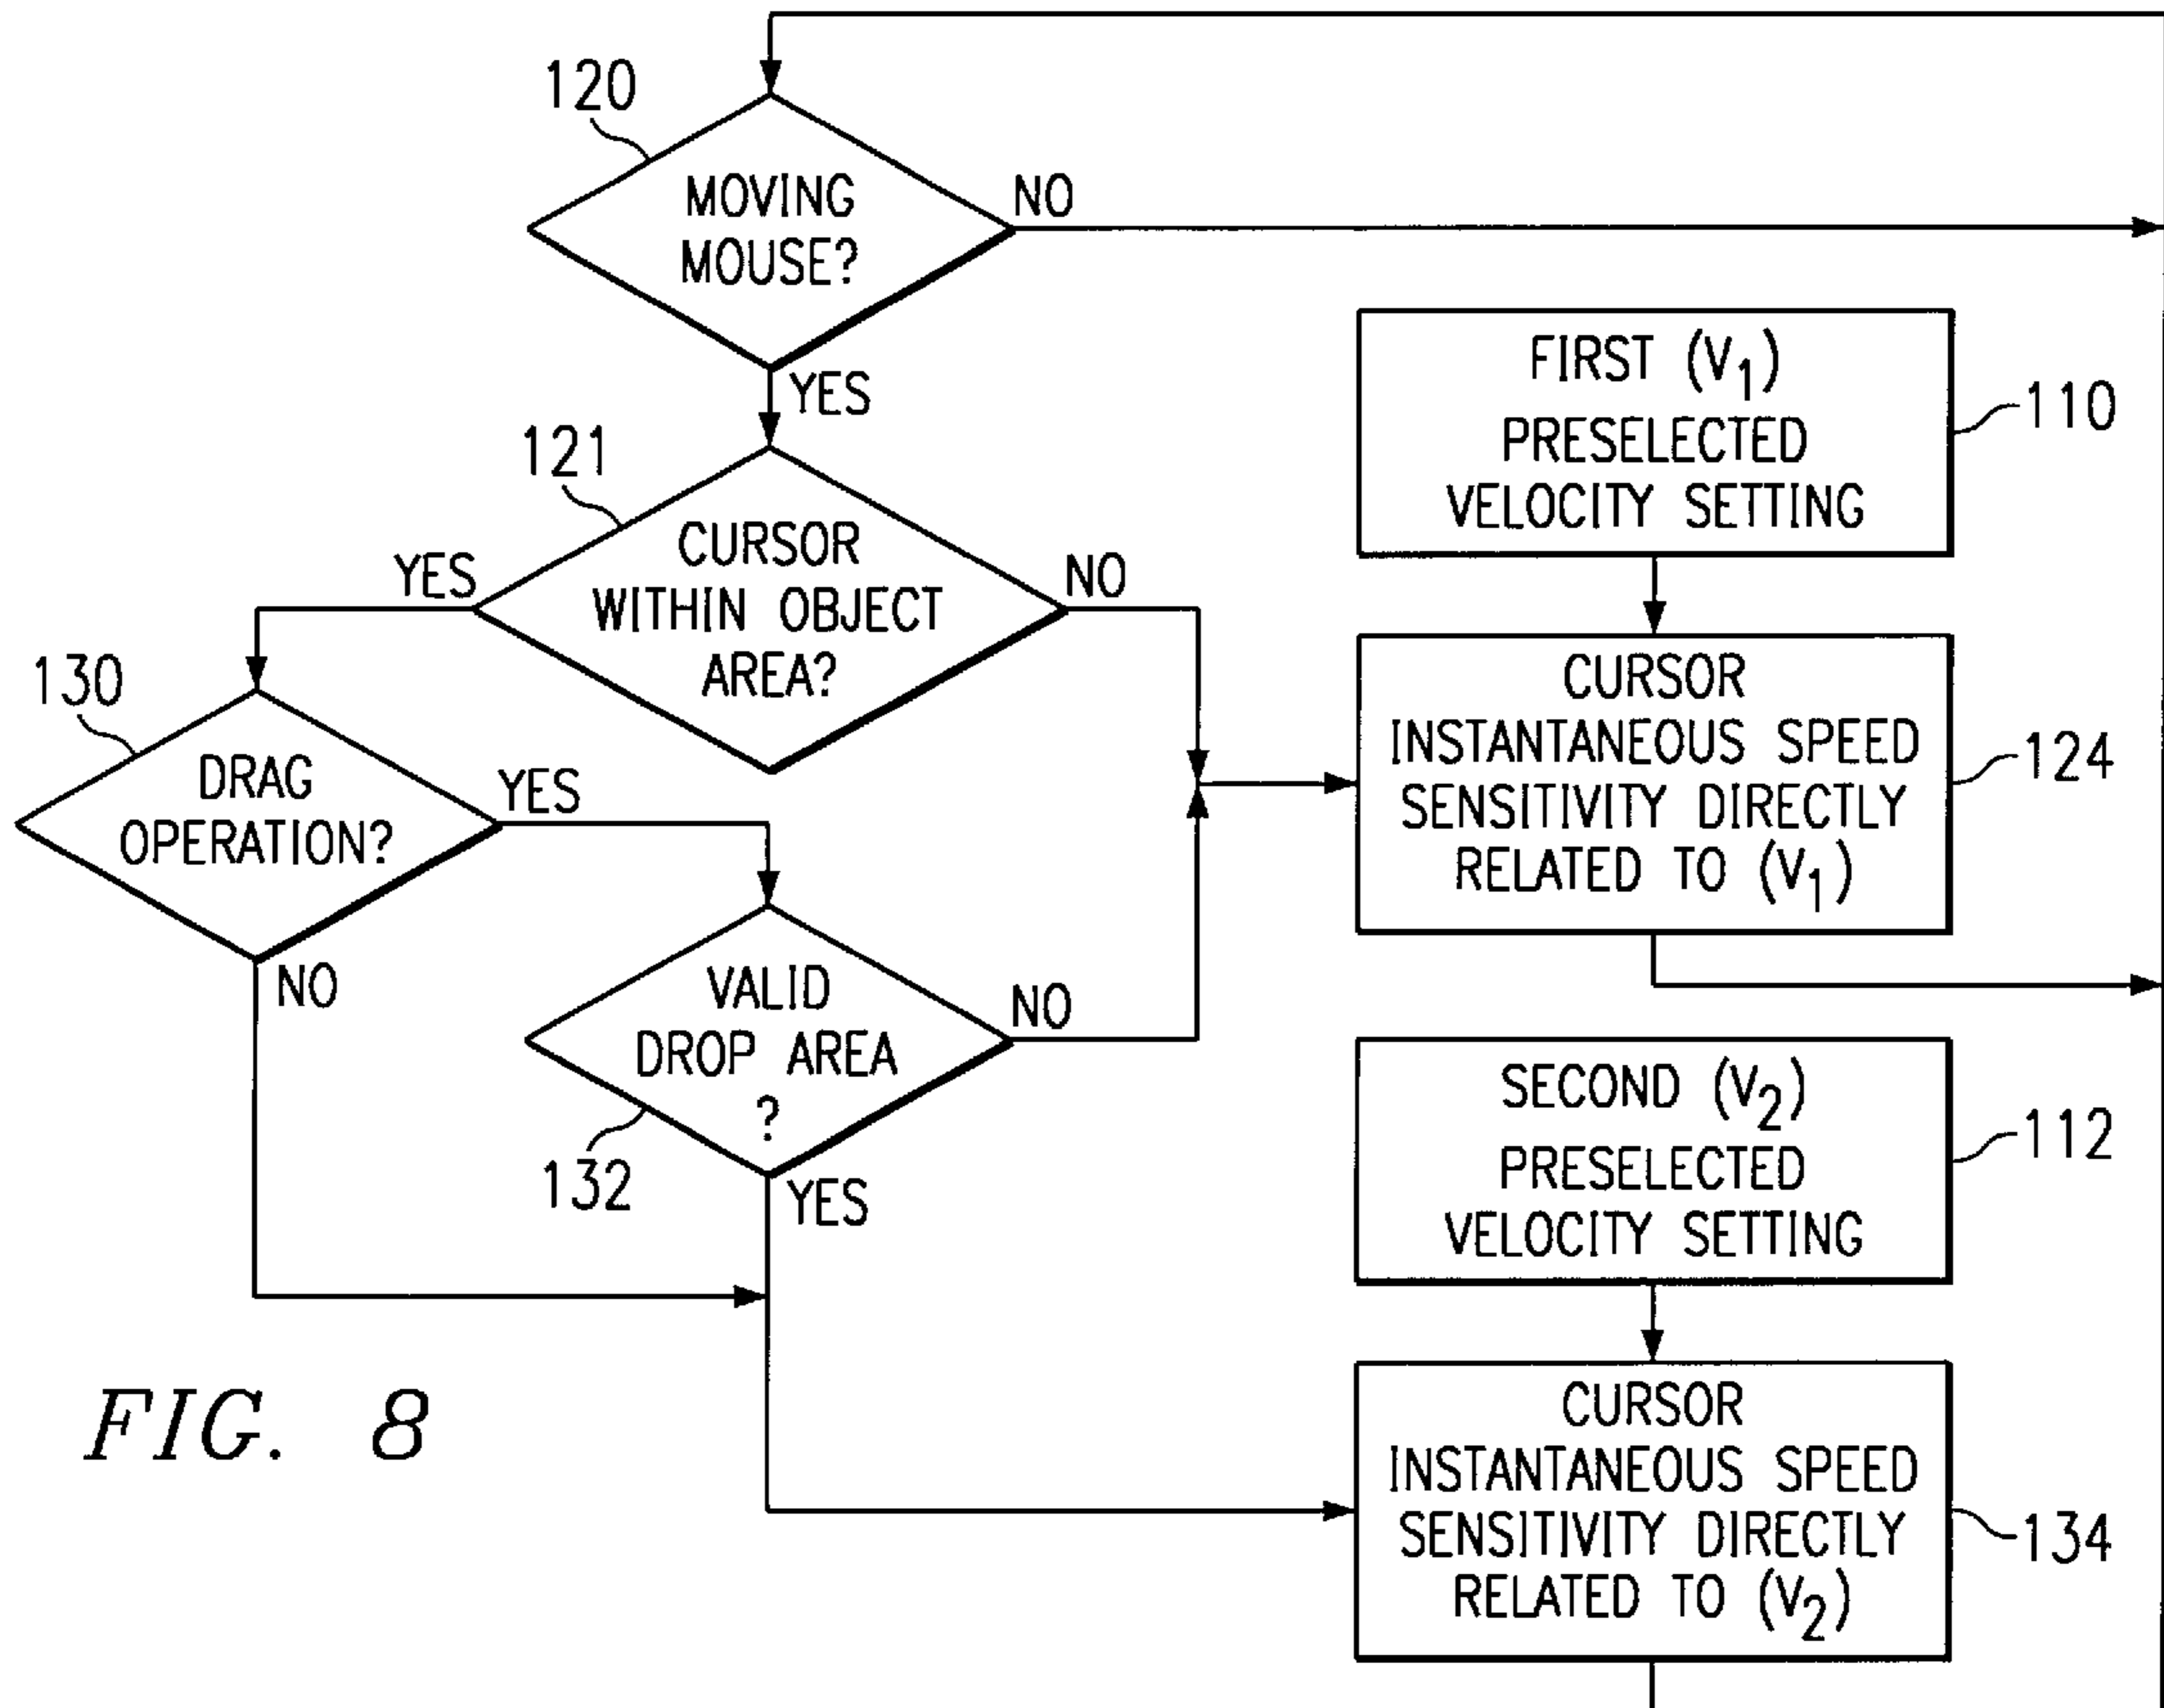 120
MOVING
MOUSE?
NO
YES
FIRST (V1)
PRESELECTED
VELOCITY SETTING
110
121
CURSOR
WITHIN OBJECT
AREA?
YES
NO
CURSOR
INSTANTANEOUS SPEED
SENSITIVITY DIRECTLY
RELATED TO (V1)
124
130
DRAG
OPERATION?
YES
NO
VALID
DROP AREA
?
NO
132
YES
SECOND (V2)
PRESELECTED
VELOCITY SETTING
112
CURSOR
INSTANTANEOUS SPEED
SENSITIVITY DIRECTLY
RELATED TO (V2)
134
FIG. 8